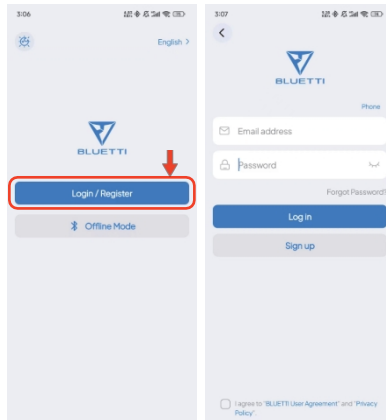 3:06
English >
BLUETTI
Login / Register
Offline Mode
3:07
BLUETTI
Phone
Email address
Password
Forgot Password?
Log in
Sign up
I agree to "BLUETTI User Agreement" and "Privacy
Policy".